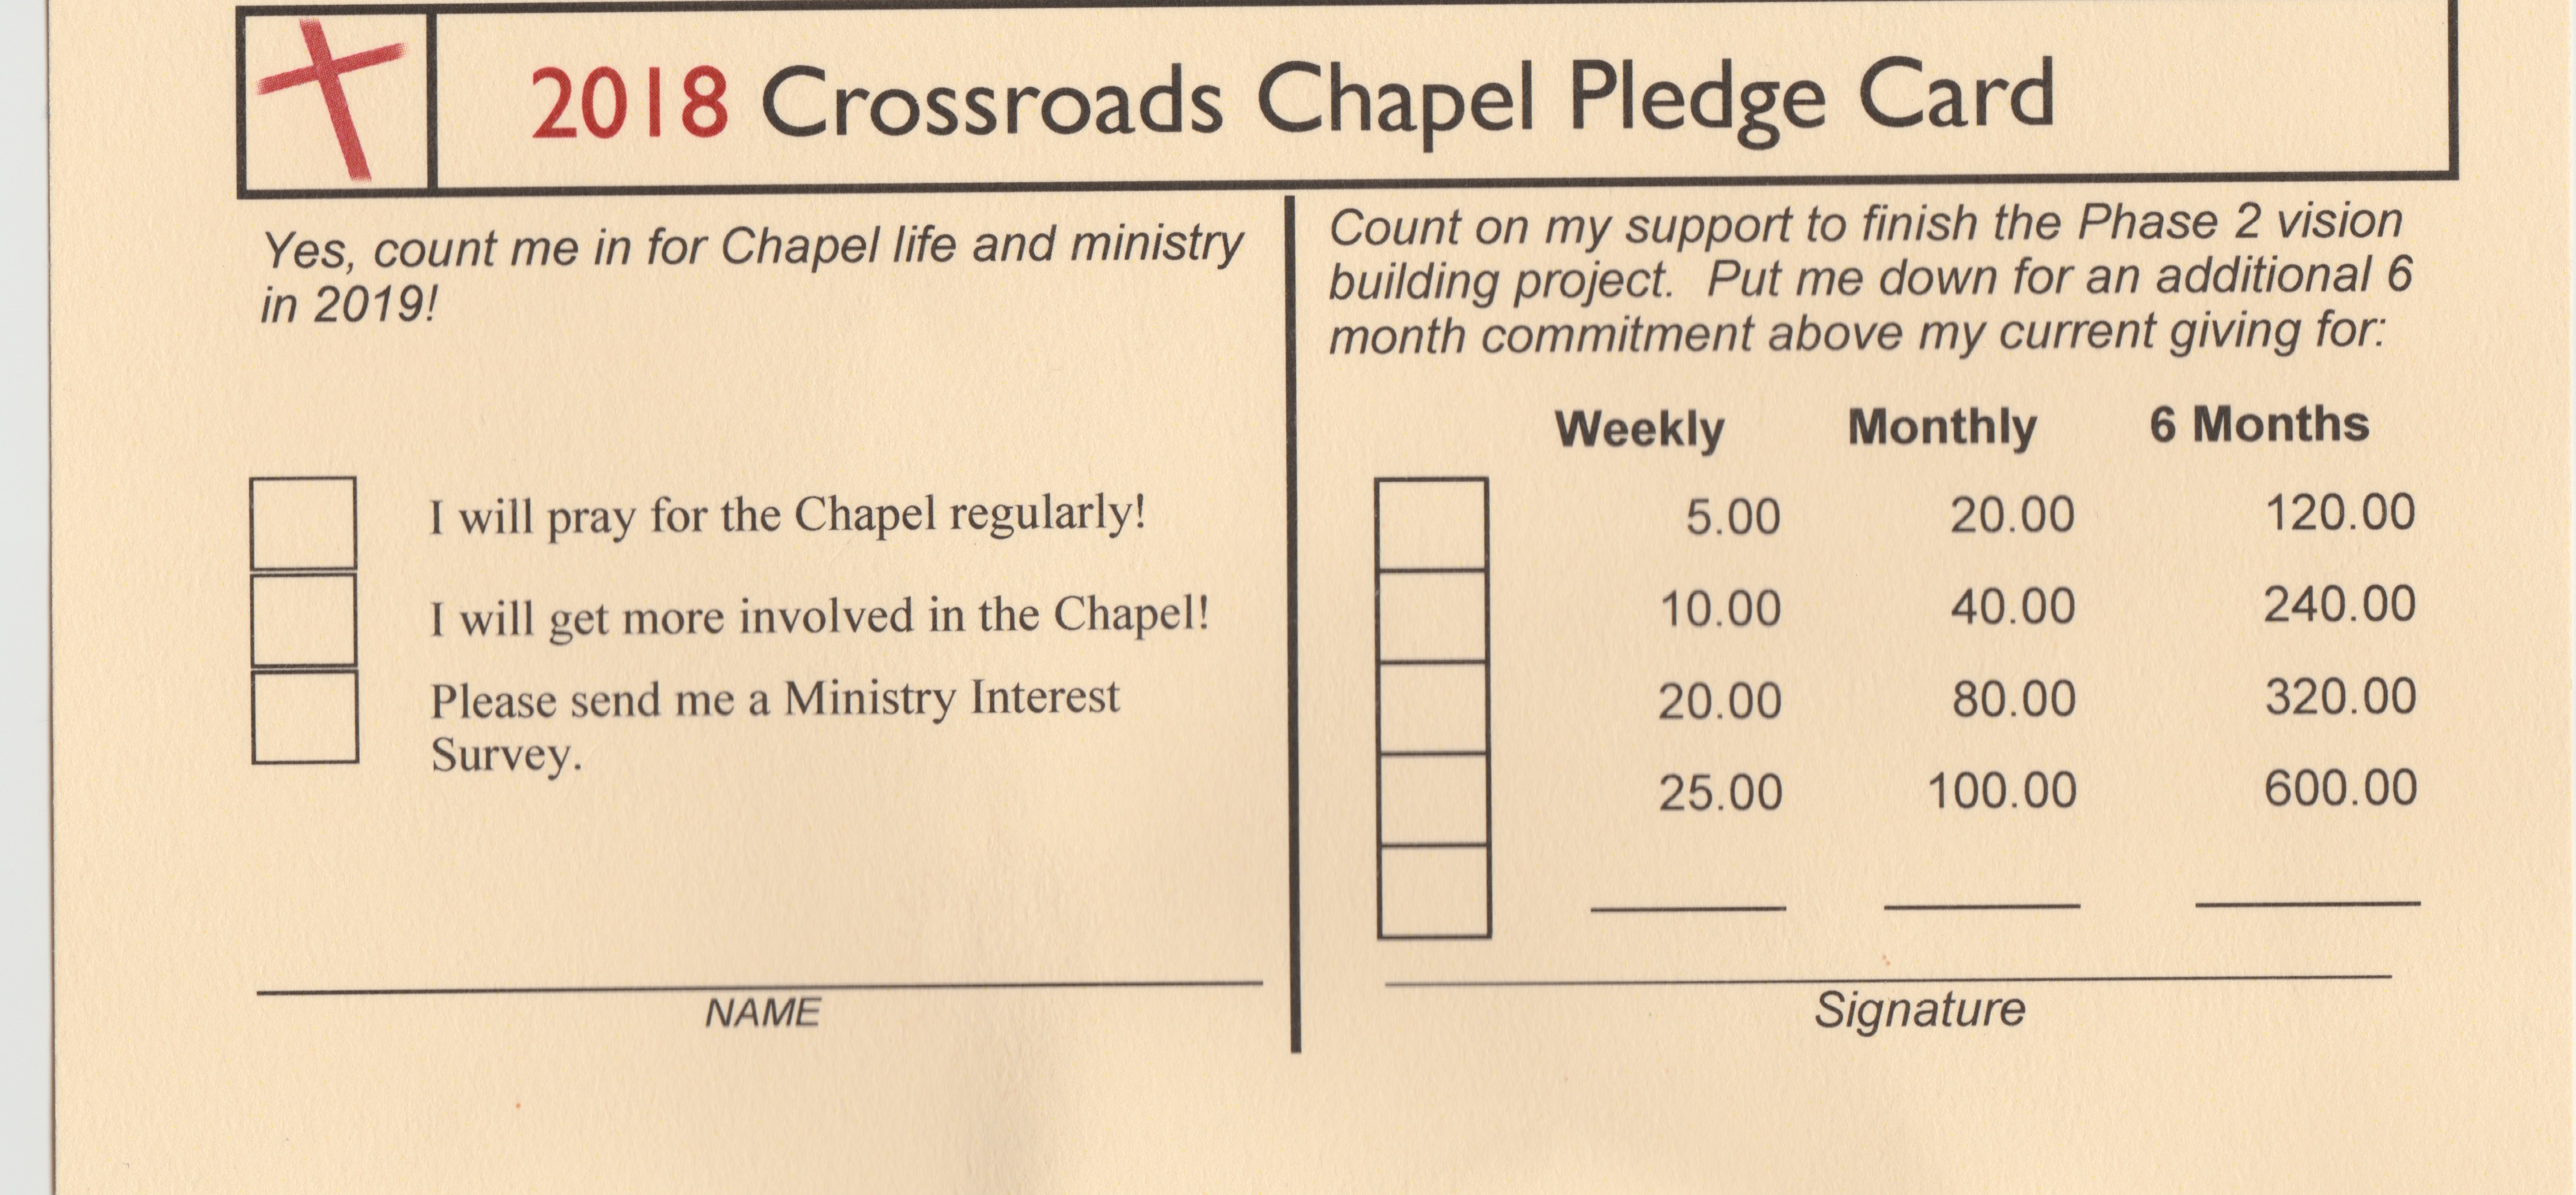 2018 Crossroads Chapel Pledge Card
Yes, count me in for Chapel life and ministry
in 2019!
I will pray for the Chapel regularly!
I will get more involved in the Chapel!
Please send me a Ministry Interest
Survey.
NAME
Count on my support to finish the Phase 2 vision
building project. Put me down for an additional 6
month commitment above my current giving for:
Weekly Monthly 6 Months
5.00 20.00 120.00
10.00 40.00 240.00
20.00 80.00 320.00
25.00 100.00 600.00
Signature